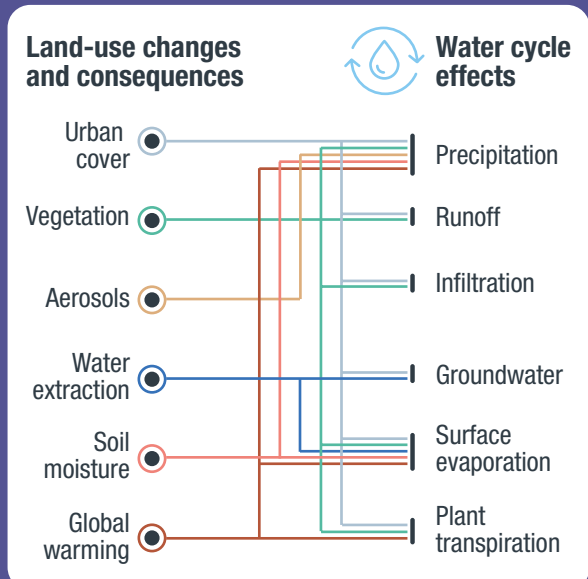 Land-use changes
and consequences
Water cycle
effects
Urban
cover
Vegetation
Aerosols
Water
extraction
Soil
moisture
Global
warming
Precipitation
Runoff
Infiltration
Groundwater
Surface
evaporation
Plant
transpiration